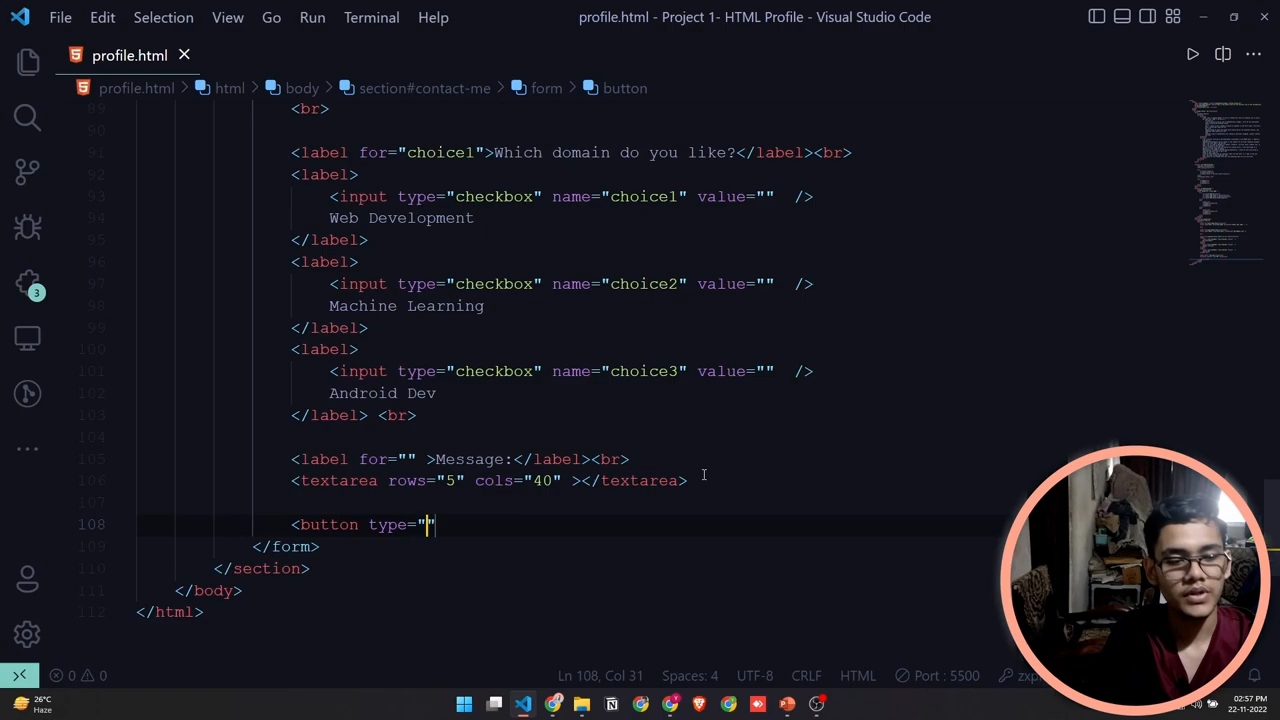 File Edit Selection View Go Run Terminal Help
profile.html - Project 1- HTML Profile - Visual Studio Code
profile.html
profile.html > html > body > section#contact-me > form > button
89 <br>
90
91 <label for="choice1">Which domain do you like?</label><br>
92 <label>
93 <input type="checkbox" name="choice1" value="" />
94 Web Development
95 </label>
96 <label>
97 <input type="checkbox" name="choice2" value="" />
98 Machine Learning
99 </label>
100 <label>
101 <input type="checkbox" name="choice3" value="" />
102 Android Dev
103 </label> <br>
104
105 <label for="" >Message:</label><br>
106 <textarea rows="5" cols="40" ></textarea>
107
108 <button type=""
109 </form>
110 </section>
111 </body>
112 </html>
3
0 0
Ln 108, Col 31
Spaces: 4
UTF-8
CRLF
HTML
Port : 5500
26°C
Haze
02:57 PM
22-11-2022